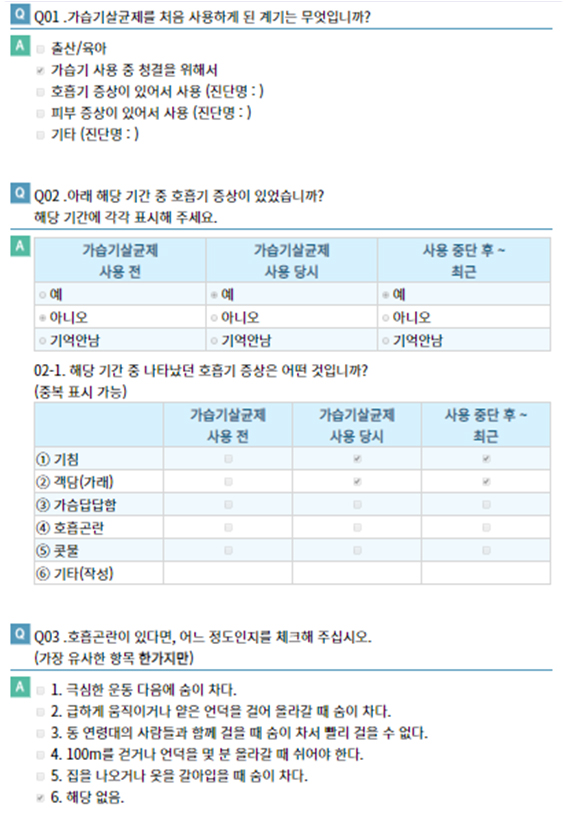 Q Q01 .가습기살균제를 처음 사용하게 된 계기는 무엇입니까?
A 출산/육아
가습기 사용 중 청결을 위해서
호흡기 증상이 있어서 사용 (진단명 : )
피부 증상이 있어서 사용 (진단명 : )
기타 (진단명 : )
Q Q02 .아래 해당 기간 중 호흡기 증상이 있었습니까?
해당 기간에 각각 표시해 주세요.
A 가습기살균제 가습기살균제 사용 중단 후 ~
사용 전 사용 당시 최근
예 예 예
아니오 아니오 아니오
기억안남 기억안남 기억안남
02-1. 해당 기간 중 나타났던 호흡기 증상은 어떤 것입니까?
(중복 표시 가능)
가습기살균제 가습기살균제 사용 중단 후 ~
사용 전 사용 당시 최근
① 기침
② 객담(가래)
③ 가슴답답함
④ 호흡곤란
⑤ 콧물
⑥ 기타(작성)
Q Q03 .호흡곤란이 있다면, 어느 정도인지를 체크해 주십시오.
(가장 유사한 항목 한가지만)
A 1. 극심한 운동 다음에 숨이 차다.
2. 급하게 움직이거나 얕은 언덕을 걸어 올라갈 때 숨이 차다.
3. 동 연령대의 사람들과 함께 걸을 때 숨이 차서 빨리 걸을 수 없다.
4. 100m를 걷거나 언덕을 몇 분 올라갈 때 쉬어야 한다.
5. 집을 나오거나 옷을 갈아입을 때 숨이 차다.
6. 해당 없음.